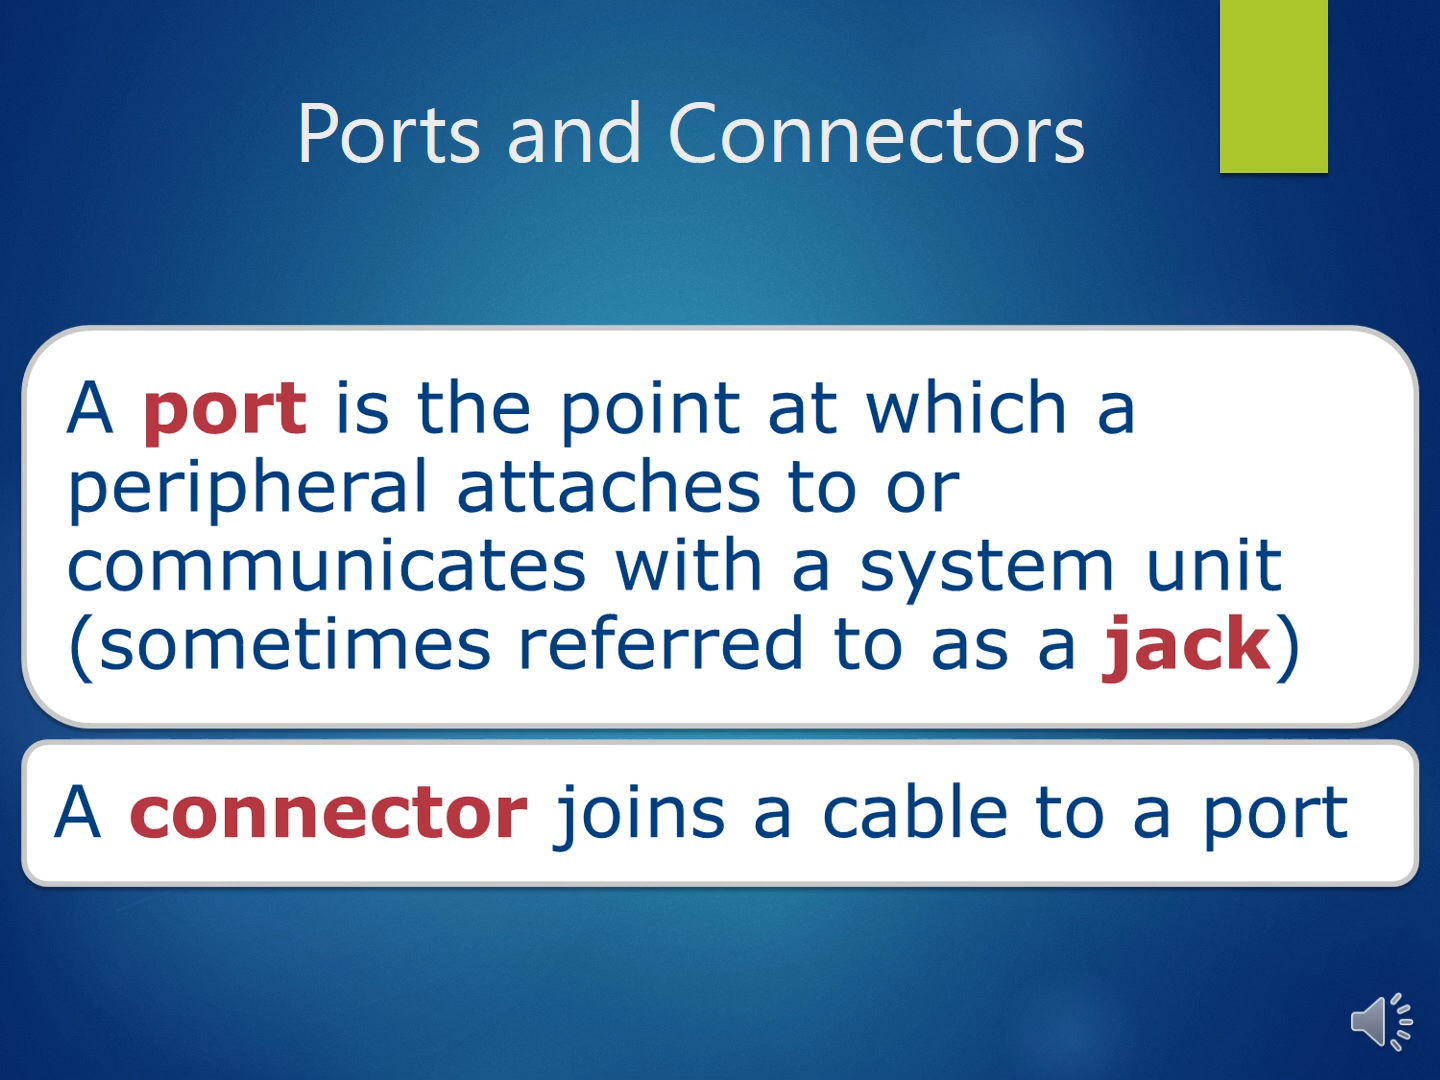 Ports and Connectors
A port is the point at which a
peripheral attaches to or
communicates with a system unit
(sometimes referred to as a jack)
A connector joins a cable to a port